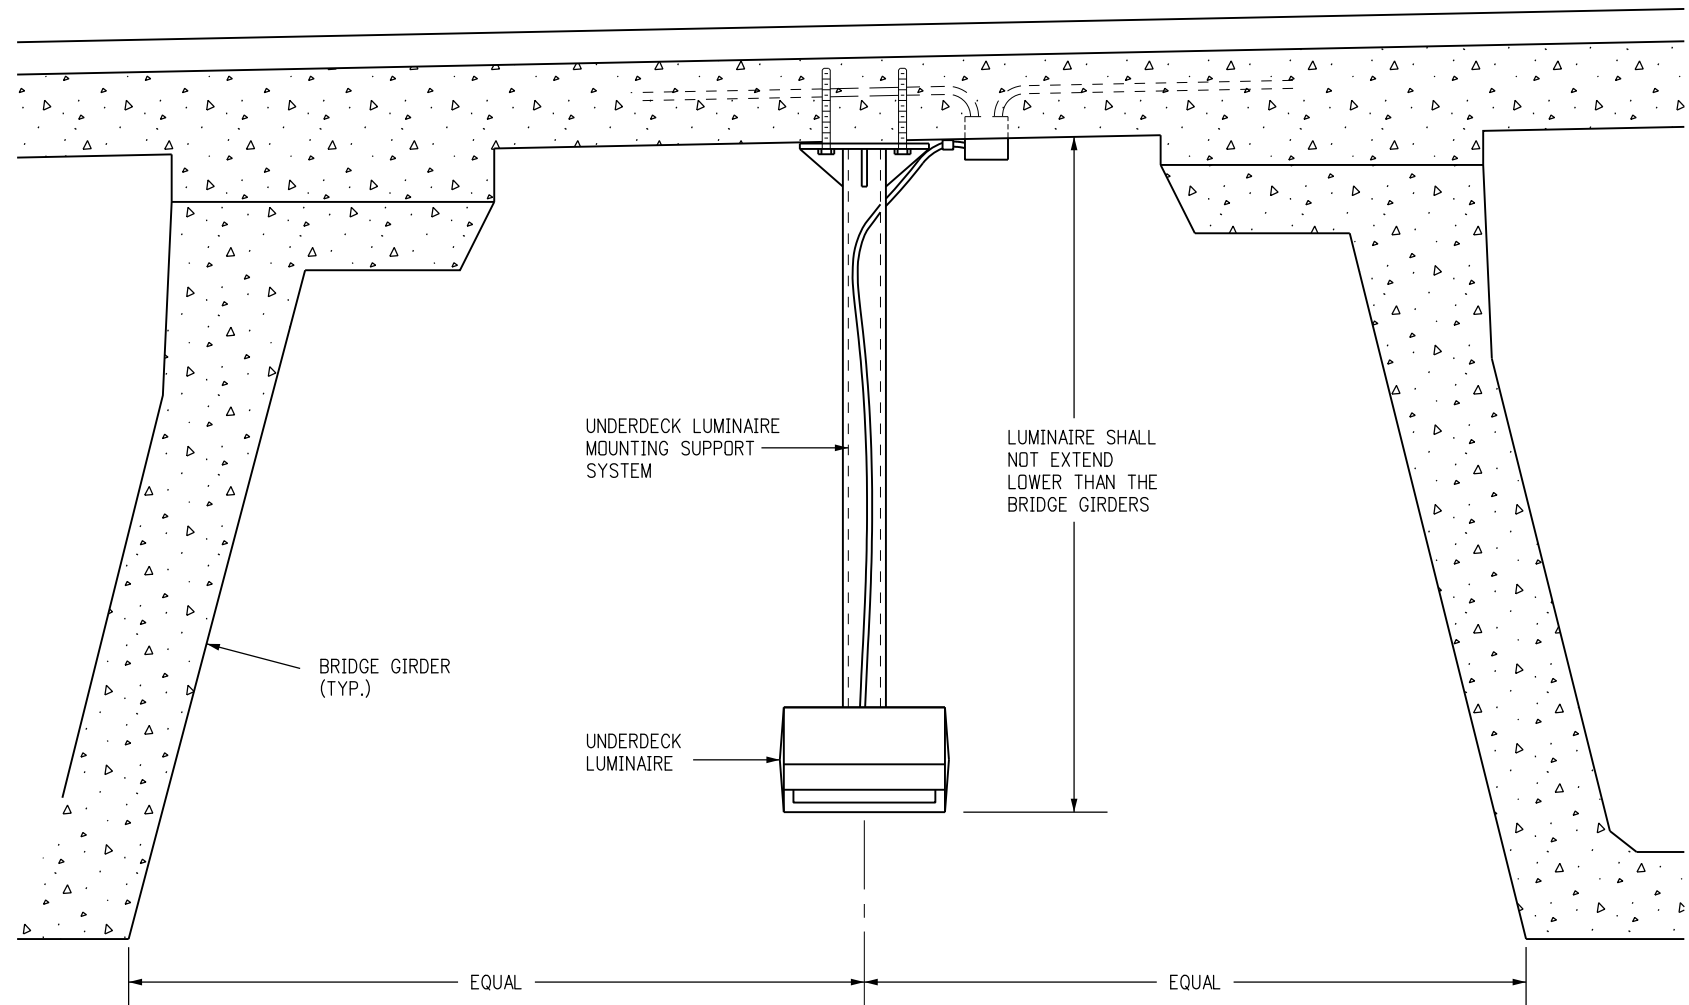 UNDERDECK LUMINAIRE
MOUNTING SUPPORT
SYSTEM
LUMINAIRE SHALL
NOT EXTEND
LOWER THAN THE
BRIDGE GIRDERS
BRIDGE GIRDER
(TYP.)
UNDERDECK
LUMINAIRE
EQUAL
EQUAL